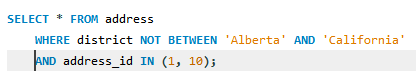 SELECT * FROM address
WHERE district NOT BETWEEN 'Alberta' AND 'California'
AND address_id IN (1, 10);